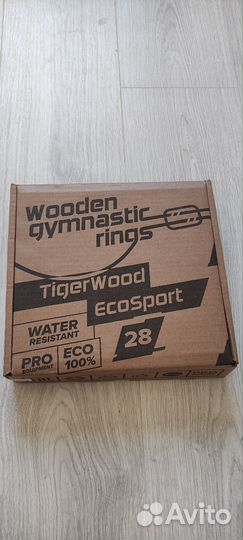 Wooden
gymnastic
rings
TigerWood
EcoSport
WATER
RESISTANT
28
PRO
EQUIPMENT
ECO
100%
Avito